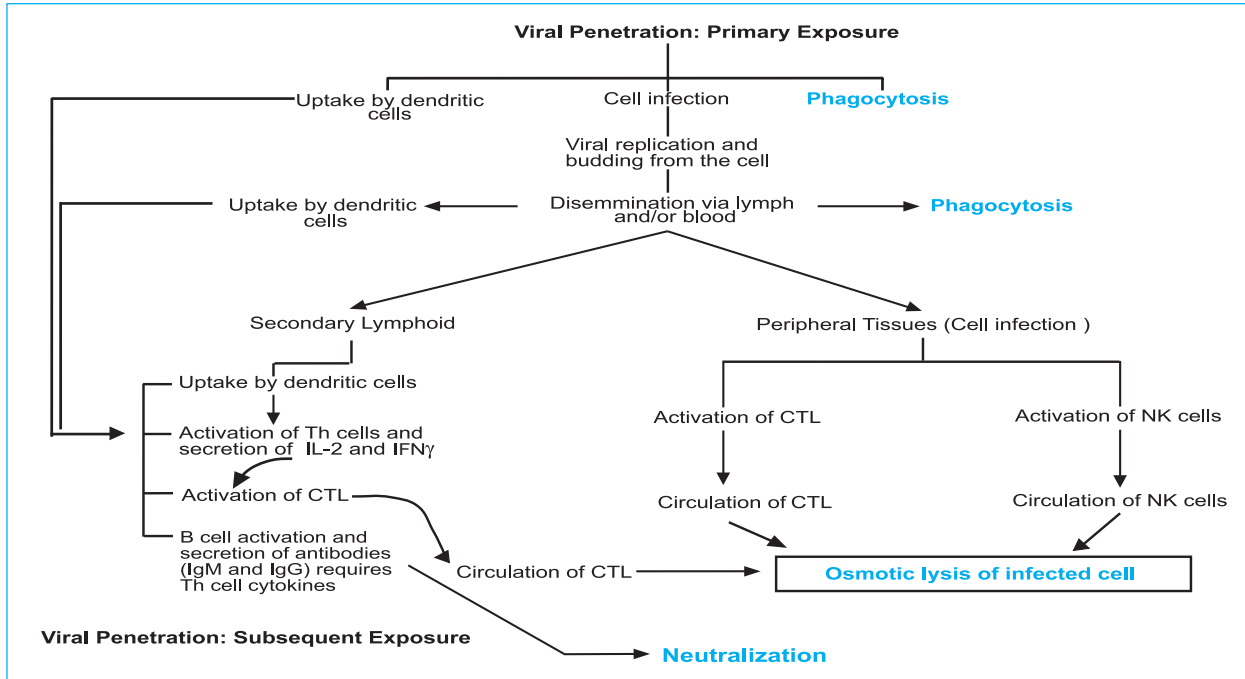 Viral Penetration: Primary Exposure
Uptake by dendritic
cells
Cell infection
Phagocytosis
Viral replication and
budding from the cell
Uptake by dendritic
cells
Disemmination via lymph
and/or blood
Phagocytosis
Secondary Lymphoid
Peripheral Tissues (Cell infection )
Uptake by dendritic cells
Activation of Th cells and
secretion of IL-2 and IFNγ
Activation of CTL
B cell activation and
secretion of antibodies
(IgM and IgG) requires
Th cell cytokines
Circulation of CTL
Activation of CTL
Activation of NK cells
Circulation of CTL
Circulation of NK cells
Osmotic lysis of infected cell
Viral Penetration: Subsequent Exposure
Neutralization